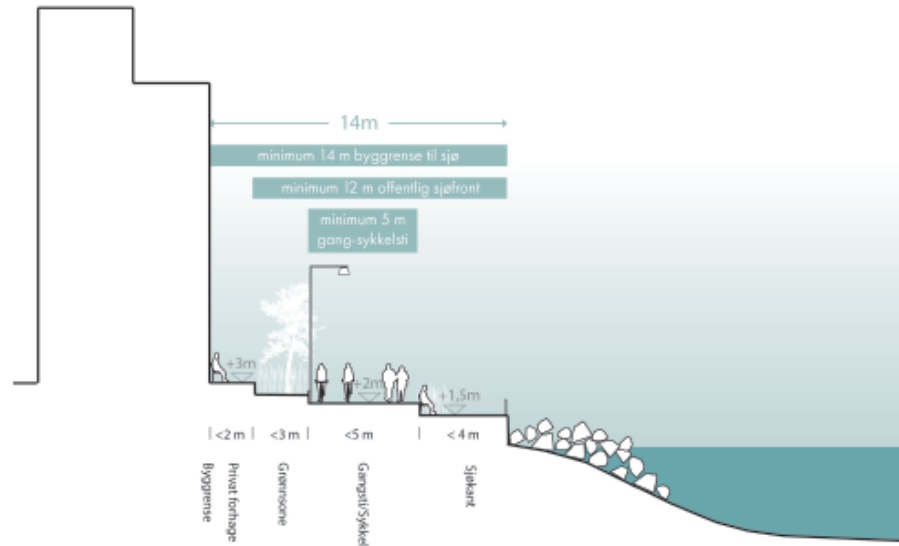 14m
minimum 14 m byggrense til sjø
minimum 12 m offentlig sjøfront
minimum 5 m
gang-sykkelsti
+3m
+2m
+1,5m
<2 m
<3 m
<5 m
< 4 m
Byggrense
Privat forhage
Grønnsone
Gangsti/Sykkel
Sjøkant